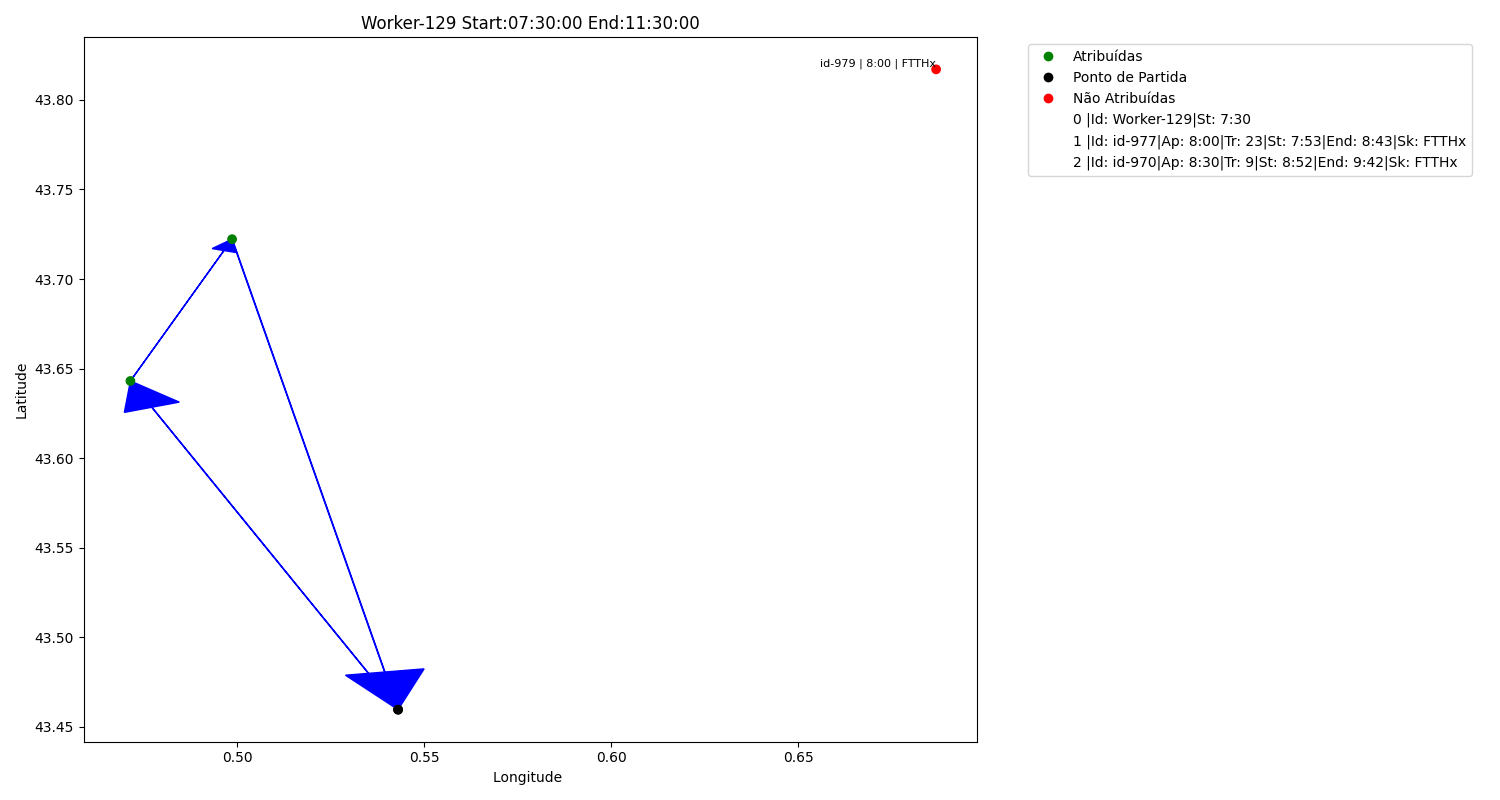 Worker-129 Start:07:30:00 End:11:30:00
id-979 | 8:00 | FTTHx
Atribuídas
Ponto de Partida
Não Atribuídas
0 |Id: Worker-129|St: 7:30
1 |Id: id-977|Ap: 8:00|Tr: 23|St: 7:53|End: 8:43|Sk: FTTHx
2 |Id: id-970|Ap: 8:30|Tr: 9|St: 8:52|End: 9:42|Sk: FTTHx
43.80
43.75
43.70
43.65
43.60
43.55
43.50
43.45
Latitude
0.50
0.55
0.60
0.65
Longitude